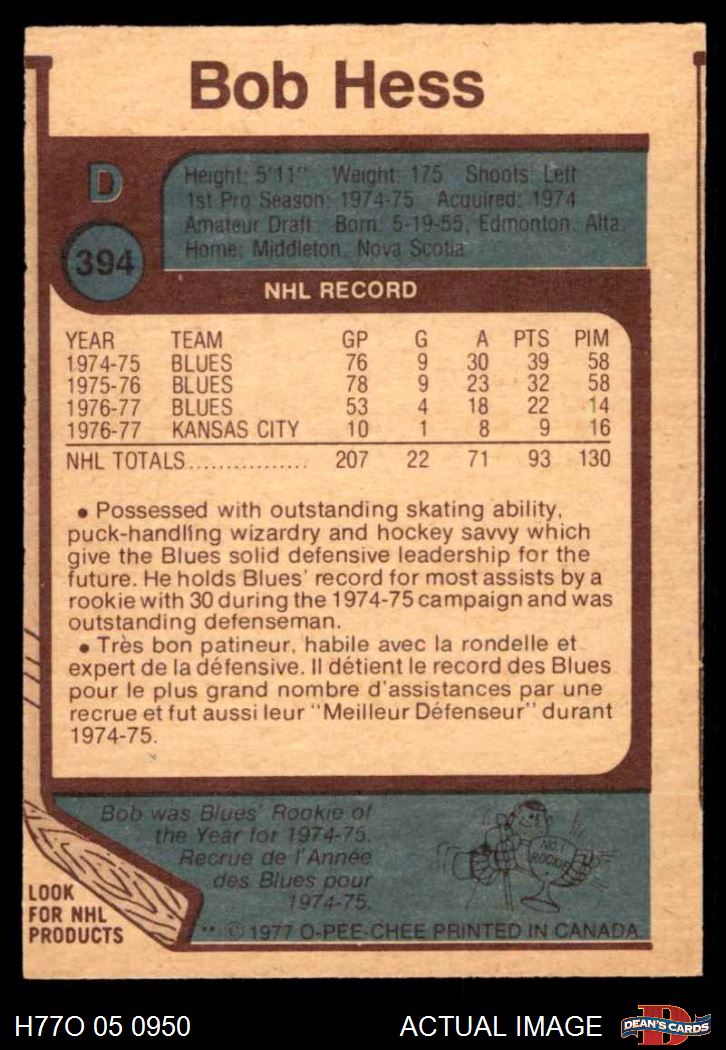 Bob Hess
D
394
Height: 5'11" Weight: 175 Shoots: Left
1st Pro Season: 1974-75 Acquired: 1974
Amateur Draft Born: 5-19-55, Edmonton, Alta.
Home: Middleton, Nova Scotia
NHL RECORD
YEAR TEAM GP G A PTS PIM
1974-75 BLUES 76 9 30 39 58
1975-76 BLUES 78 9 23 32 58
1976-77 BLUES 53 4 18 22 14
1976-77 KANSAS CITY 10 1 8 9 16
NHL TOTALS................ 207 22 71 93 130
• Possessed with outstanding skating ability,
puck-handling wizardry and hockey savvy which
give the Blues solid defensive leadership for the
future. He holds Blues' record for most assists by a
rookie with 30 during the 1974-75 campaign and was
outstanding defenseman.
• Très bon patineur, habile avec la rondelle et
expert de la défensive. Il détient le record des Blues
pour le plus grand nombre d'assistances par une
recrue et fut aussi leur "Meilleur Défenseur" durant
1974-75.
Bob was Blues' Rookie of
the Year for 1974-75.
Recrue de l'Année
des Blues pour
1974-75.
NO. 1
ROOKIE
LOOK
FOR NHL
PRODUCTS
** © 1977 O-PEE-CHEE PRINTED IN CANADA
H77O 05 0950
ACTUAL IMAGE
D
DEAN'S CARDS